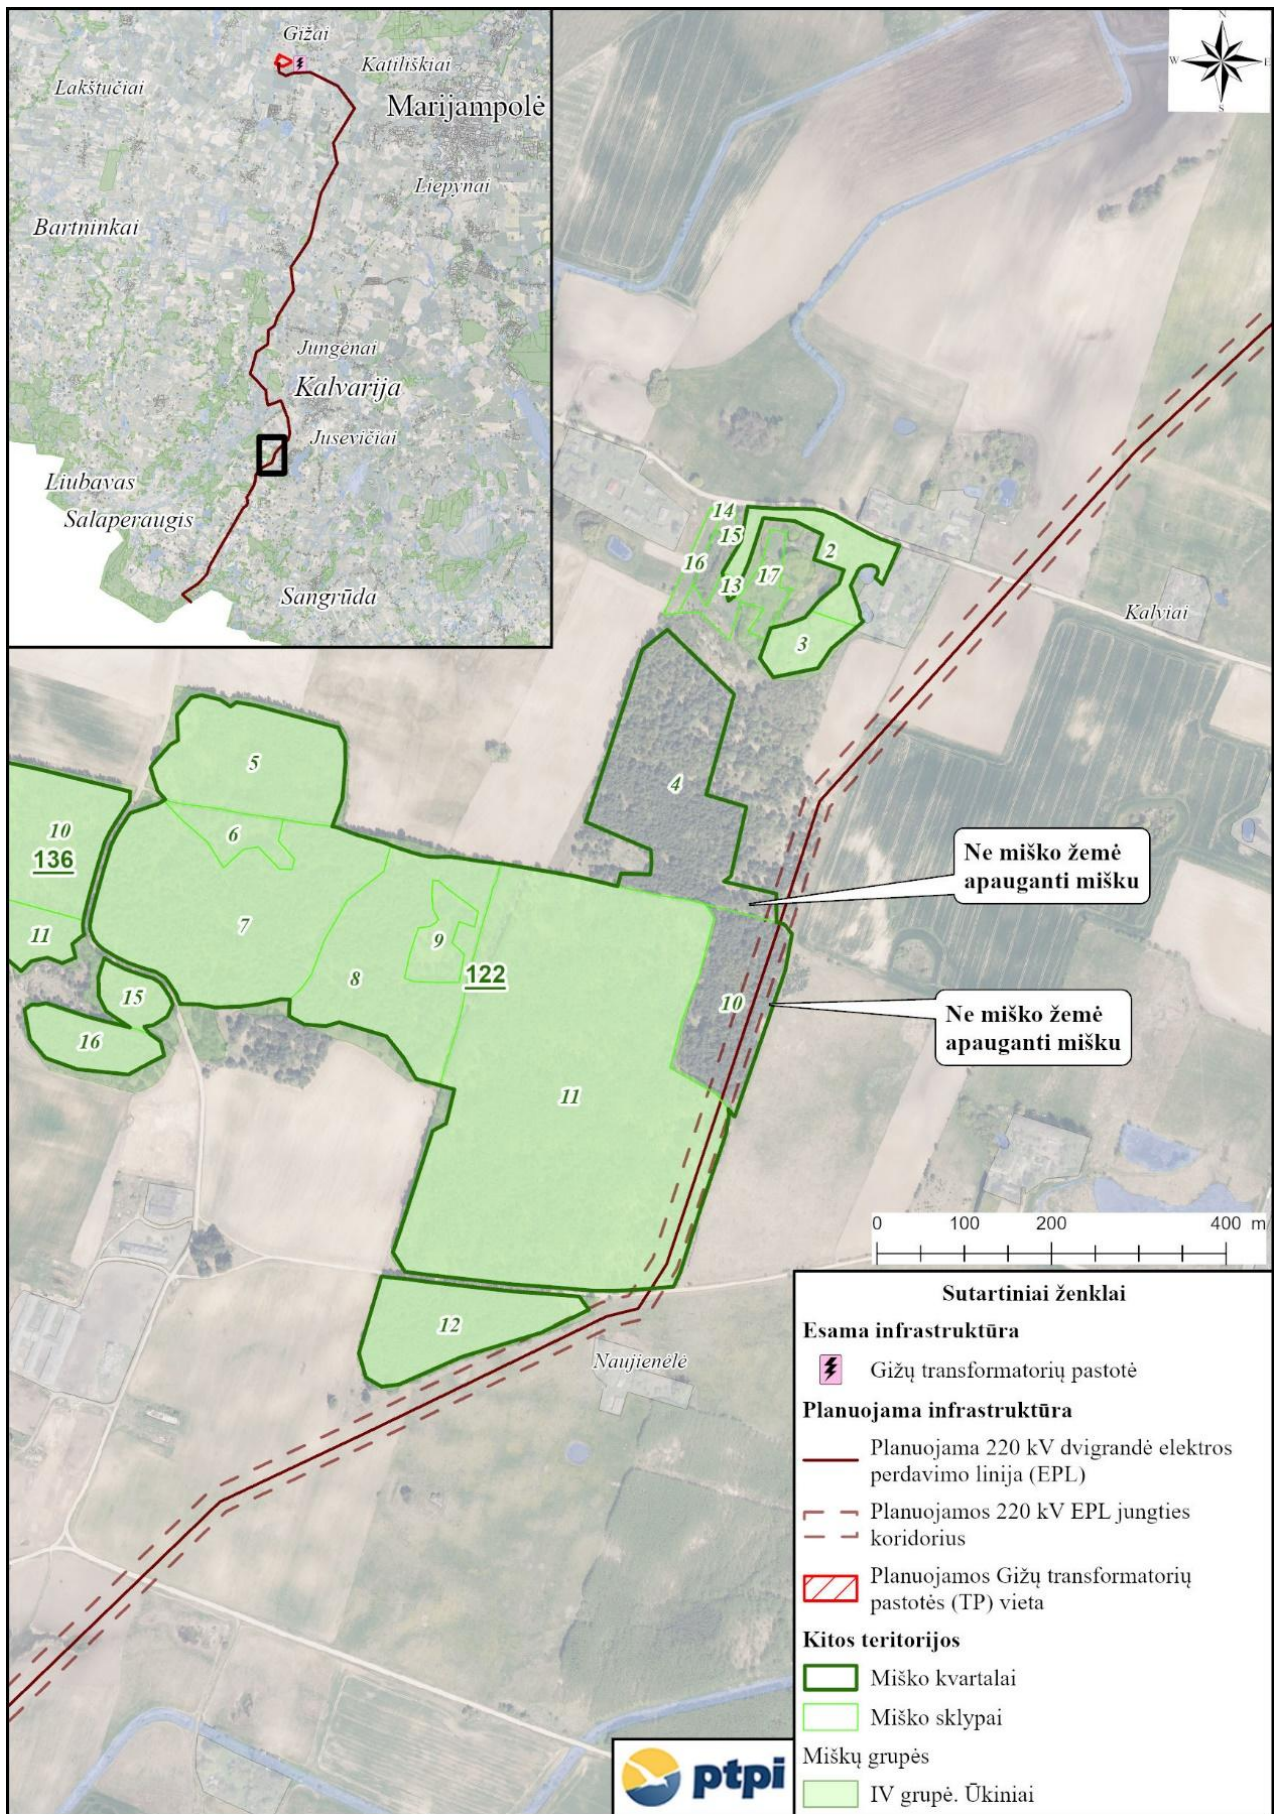 Gižai
Katiliškiai
Lakštučiai
Marijampolė
Liepynai
Bartninkai
Jungėnai
Kalvarija
Jusevičiai
Liubavas
Salaperaugis
Sangrūda
N
W
E
S
14
15
2
16
13
17
3
Kalviai
5
4
6
10
136
Ne miško žemė
apauganti mišku
7
11
9
8
122
15
10
Ne miško žemė
apauganti mišku
16
11
0
100
200
400 m
12
Naujienėlė
Sutartiniai ženklai
Esama infrastruktūra
Gižų transformatorių pastotė
Planuojama infrastruktūra
Planuojama 220 kV dvigrandė elektros
perdavimo linija (EPL)
Planuojamos 220 kV EPL jungties
koridorius
Planuojamos Gižų transformatorių
pastotės (TP) vieta
Kitos teritorijos
Miško kvartalai
Miško sklypai
Miškų grupės
IV grupė. Ūkiniai
ptpi